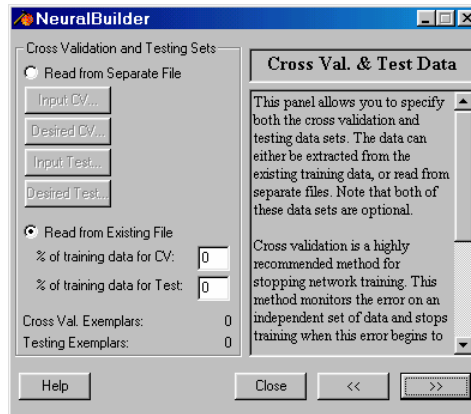 NeuralBuilder
Cross Validation and Testing Sets
Read from Separate File
Input CV...
Desired CV...
Input Test...
Desired Test...
Read from Existing File
% of training data for CV: 0
% of training data for Test: 0
Cross Val. Exemplars: 0
Testing Exemplars: 0
Cross Val. & Test Data
This panel allows you to specify
both the cross validation and
testing data sets. The data can
either be extracted from the
existing training data, or read from
separate files. Note that both of
these data sets are optional.
Cross validation is a highly
recommended method for
stopping network training. This
method monitors the error on an
independent set of data and stops
training when this error begins to
Help
Close
<<
>>